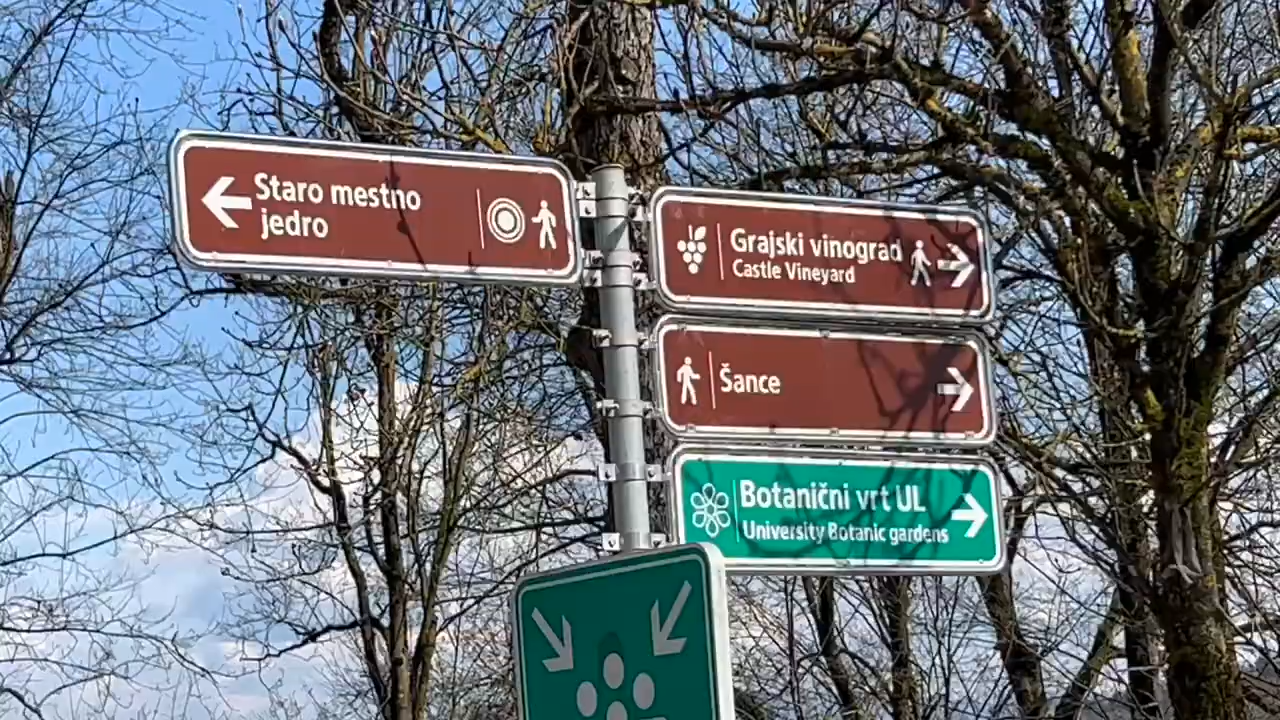 Staro mestno
jedro
Grajski vinograd
Castle Vineyard
Šance
Botanični vrt UL
University Botanic gardens